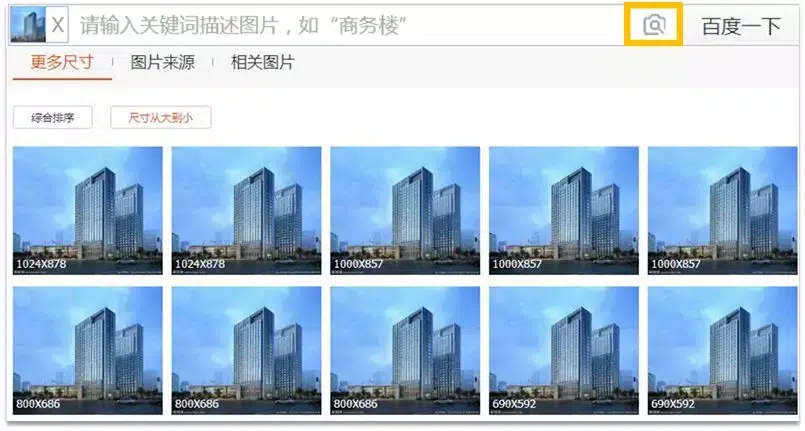 X 请输入关键词描述图片，如“商务楼” 百度一下
更多尺寸 图片来源 相关图片
综合排序 尺寸从大到小
1024X878 1024X878 1000X857 1000X857 1000X857
800X686 800X686 800X686 690X592 690X592